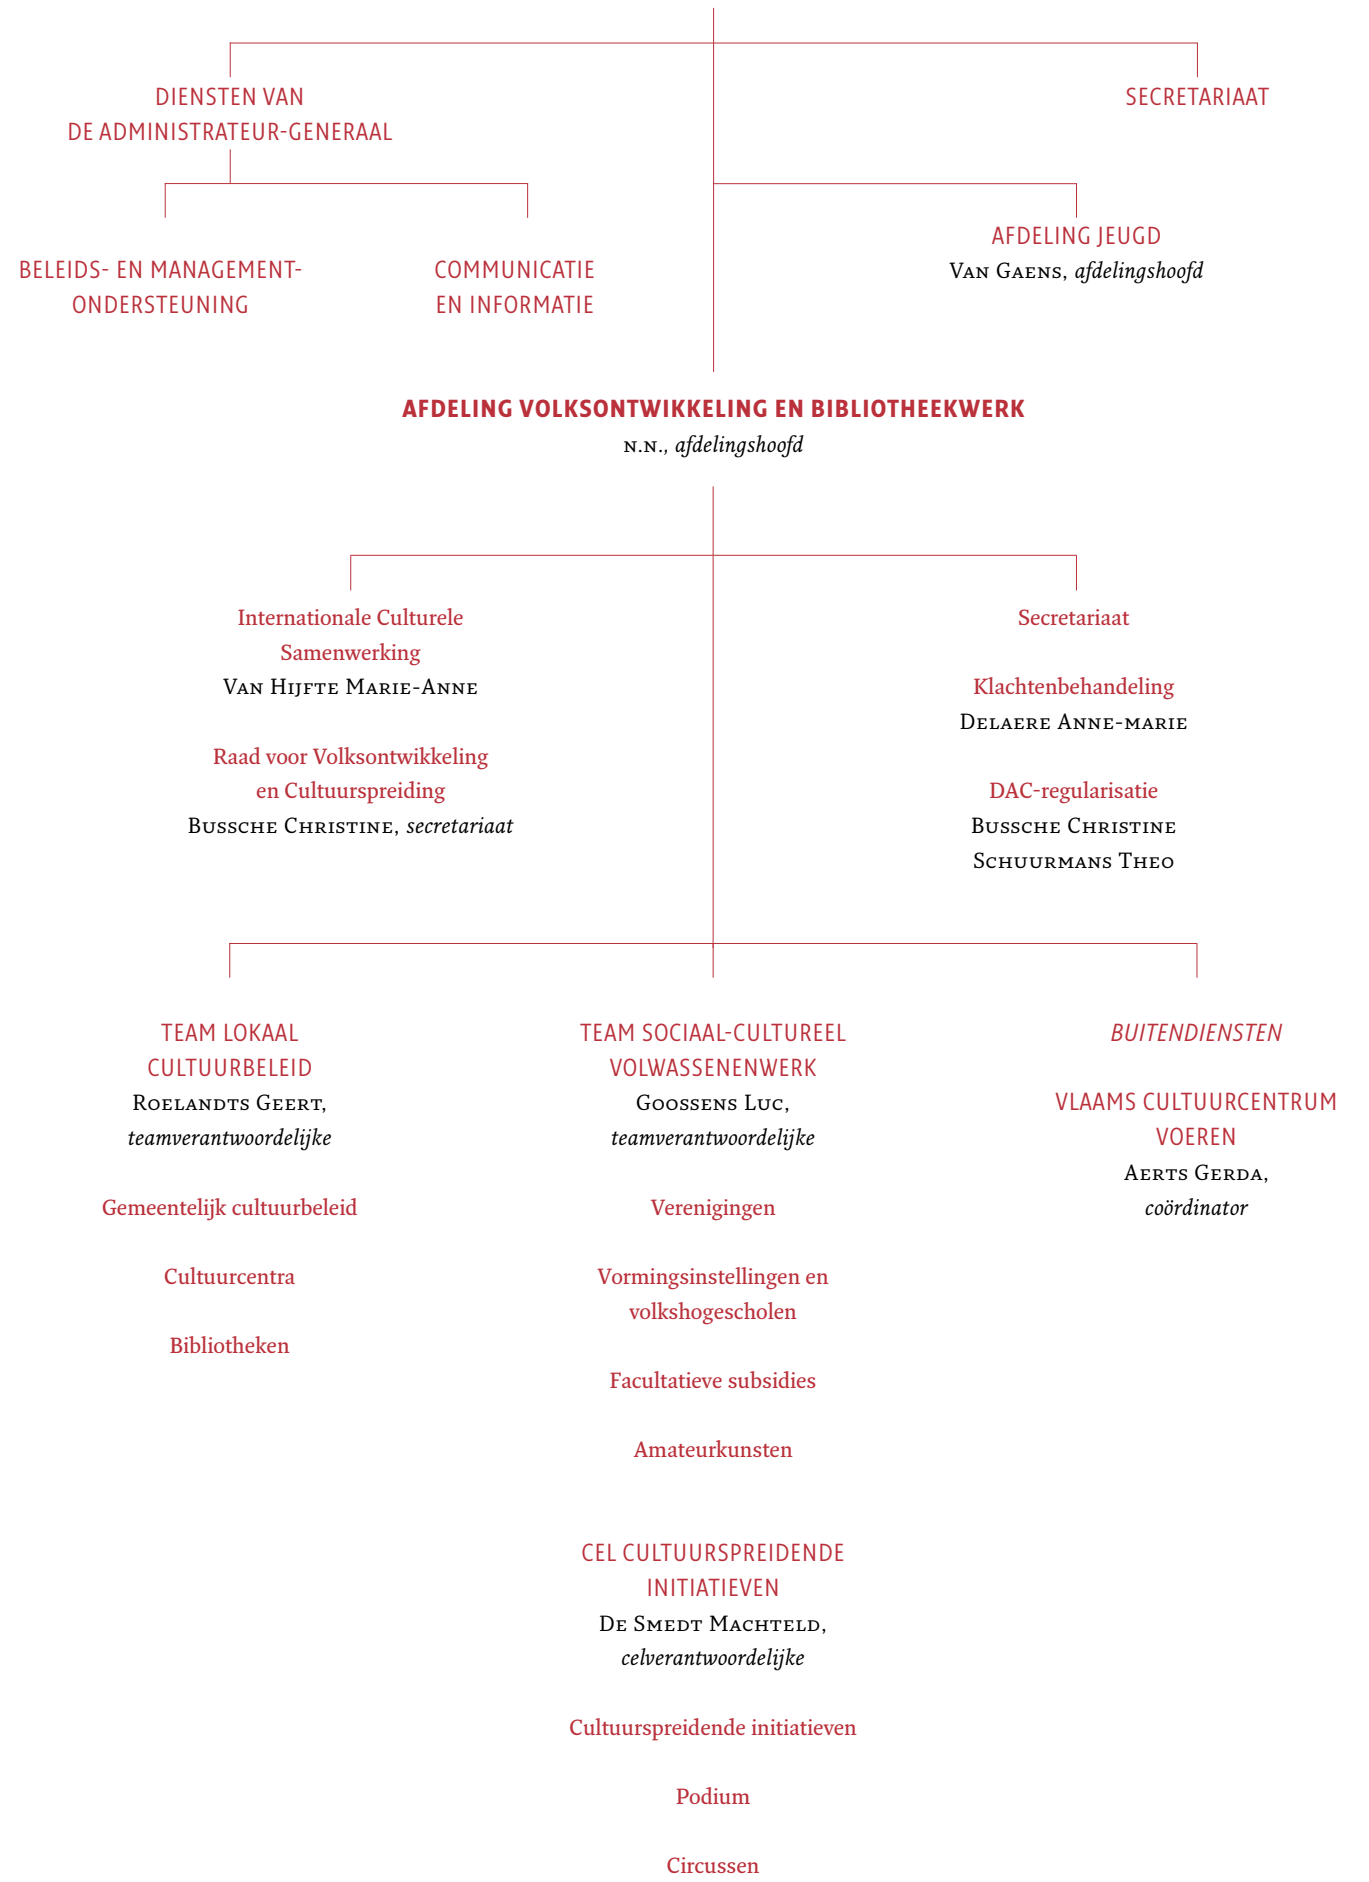 DIENSTEN VAN
DE ADMINISTRATEUR-GENERAAL
SECRETARIAAT
BELEIDS- EN MANAGEMENT-
ONDERSTEUNING
COMMUNICATIE
EN INFORMATIE
AFDELING JEUGD
Van Gaens, afdelingshoofd
AFDELING VOLKSONTWIKKELING EN BIBLIOTHEEKWERK
n.n., afdelingshoofd
Internationale Culturele
Samenwerking
Van Hijfte Marie-Anne
Raad voor Volksontwikkeling
en Cultuurspreiding
Bussche Christine, secretariaat
Secretariaat
Klachtenbehandeling
Delaere Anne-marie
DAC-regularisatie
Bussche Christine
Schuurmans Theo
TEAM LOKAAL
CULTUURBELEID
Roelandts Geert,
teamverantwoordelijke
Gemeentelijk cultuurbeleid
Cultuurcentra
Bibliotheken
TEAM SOCIAAL-CULTUREEL
VOLWASSENENWERK
Goossens Luc,
teamverantwoordelijke
Verenigingen
Vormingsinstellingen en
volkshogescholen
Facultatieve subsidies
Amateurkunsten
CEL CULTUURSPREIDENDE
INITIATIEVEN
De Smedt Machteld,
celverantwoordelijke
Cultuurspreidende initiatieven
Podium
Circussen
BUITENDIENSTEN
VLAAMS CULTUURCENTRUM
VOEREN
Aerts Gerda,
coördinator